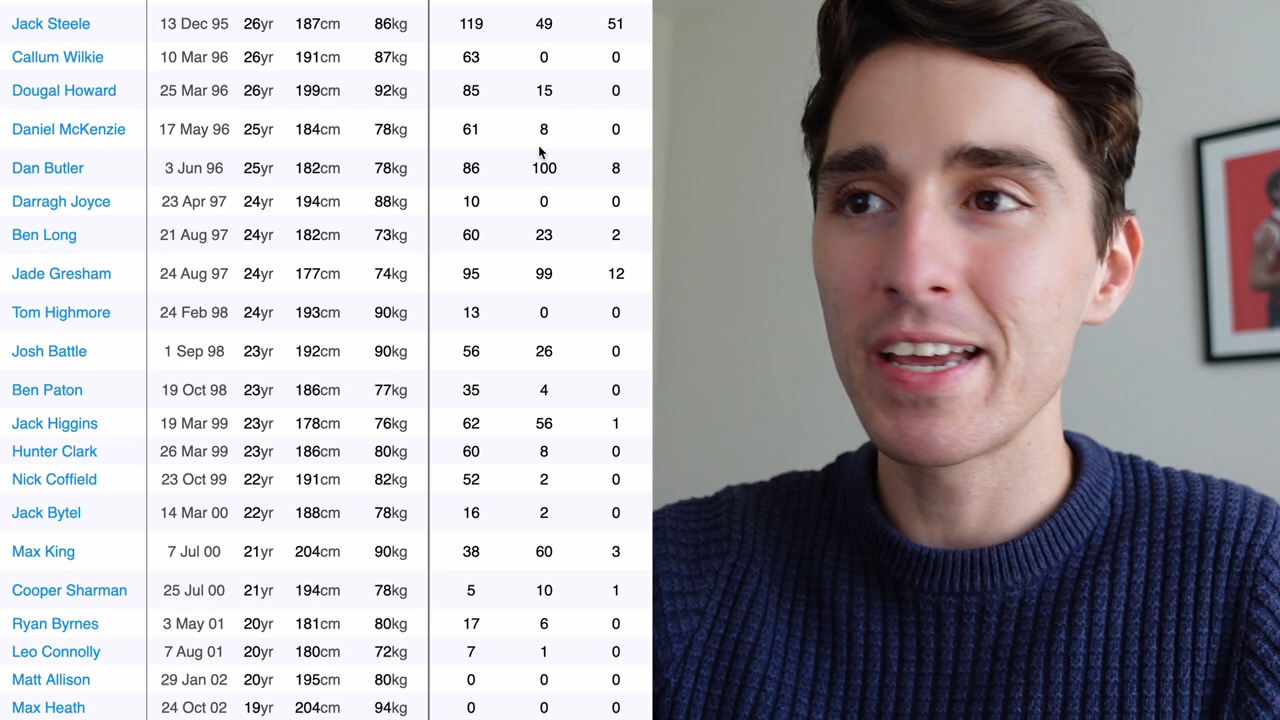 Jack Steele 13 Dec 95 26yr 187cm 86kg 119 49 51
Callum Wilkie 10 Mar 96 26yr 191cm 87kg 63 0 0
Dougal Howard 25 Mar 96 26yr 199cm 92kg 85 15 0
Daniel McKenzie 17 May 96 25yr 184cm 78kg 61 8 0
Dan Butler 3 Jun 96 25yr 182cm 78kg 86 100 8
Darragh Joyce 23 Apr 97 24yr 194cm 88kg 10 0 0
Ben Long 21 Aug 97 24yr 182cm 73kg 60 23 2
Jade Gresham 24 Aug 97 24yr 177cm 74kg 95 99 12
Tom Highmore 24 Feb 98 24yr 193cm 90kg 13 0 0
Josh Battle 1 Sep 98 23yr 192cm 90kg 56 26 0
Ben Paton 19 Oct 98 23yr 186cm 77kg 35 4 0
Jack Higgins 19 Mar 99 23yr 178cm 76kg 62 56 1
Hunter Clark 26 Mar 99 23yr 186cm 80kg 60 8 0
Nick Coffield 23 Oct 99 22yr 191cm 82kg 52 2 0
Jack Bytel 14 Mar 00 22yr 188cm 78kg 16 2 0
Max King 7 Jul 00 21yr 204cm 90kg 38 60 3
Cooper Sharman 25 Jul 00 21yr 194cm 78kg 5 10 1
Ryan Byrnes 3 May 01 20yr 181cm 80kg 17 6 0
Leo Connolly 7 Aug 01 20yr 180cm 72kg 7 1 0
Matt Allison 29 Jan 02 20yr 195cm 80kg 0 0 0
Max Heath 24 Oct 02 19yr 204cm 94kg 0 0 0